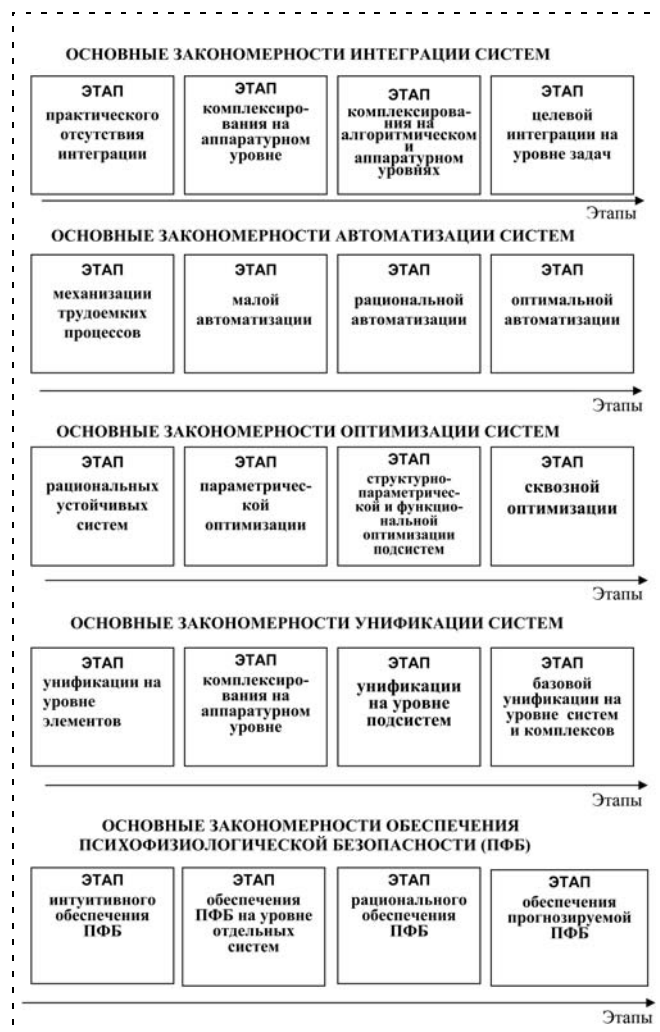 ОСНОВНЫЕ ЗАКОНОМЕРНОСТИ ИНТЕГРАЦИИ СИСТЕМ
ЭТАП
практического
отсутствия
интеграции
ЭТАП
комплексиро-
вания на
аппаратурном
уровне
ЭТАП
комплексирова-
ния на
алгоритмическом
и
аппаратурном
уровнях
ЭТАП
целевой
интеграции на
уровне задач
Этапы
ОСНОВНЫЕ ЗАКОНОМЕРНОСТИ АВТОМАТИЗАЦИИ СИСТЕМ
ЭТАП
механизации
трудоемких
процессов
ЭТАП
малой
автоматизации
ЭТАП
рациональной
автоматизации
ЭТАП
оптимальной
автоматизации
Этапы
ОСНОВНЫЕ ЗАКОНОМЕРНОСТИ ОПТИМИЗАЦИИ СИСТЕМ
ЭТАП
рациональных
устойчивых
систем
ЭТАП
параметричес-
кой
оптимизации
ЭТАП
структурно-
параметричес-
кой и функцио-
нальной
оптимизации
подсистем
ЭТАП
сквозной
оптимизации
Этапы
ОСНОВНЫЕ ЗАКОНОМЕРНОСТИ УНИФИКАЦИИ СИСТЕМ
ЭТАП
унификации на
уровне
элементов
ЭТАП
комплексиро-
вания на
аппаратурном
уровне
ЭТАП
унификации
на уровне
подсистем
ЭТАП
базовой
унификации на
уровне систем
и комплексов
Этапы
ОСНОВНЫЕ ЗАКОНОМЕРНОСТИ ОБЕСПЕЧЕНИЯ
ПСИХОФИЗИОЛОГИЧЕСКОЙ БЕЗОПАСНОСТИ (ПФБ)
ЭТАП
интуитивного
обеспечения
ПФБ
ЭТАП
обеспечения
ПФБ на уровне
отдельных
систем
ЭТАП
рационального
обеспечения
ПФБ
ЭТАП
обеспечения
прогнозируемой
ПФБ
Этапы